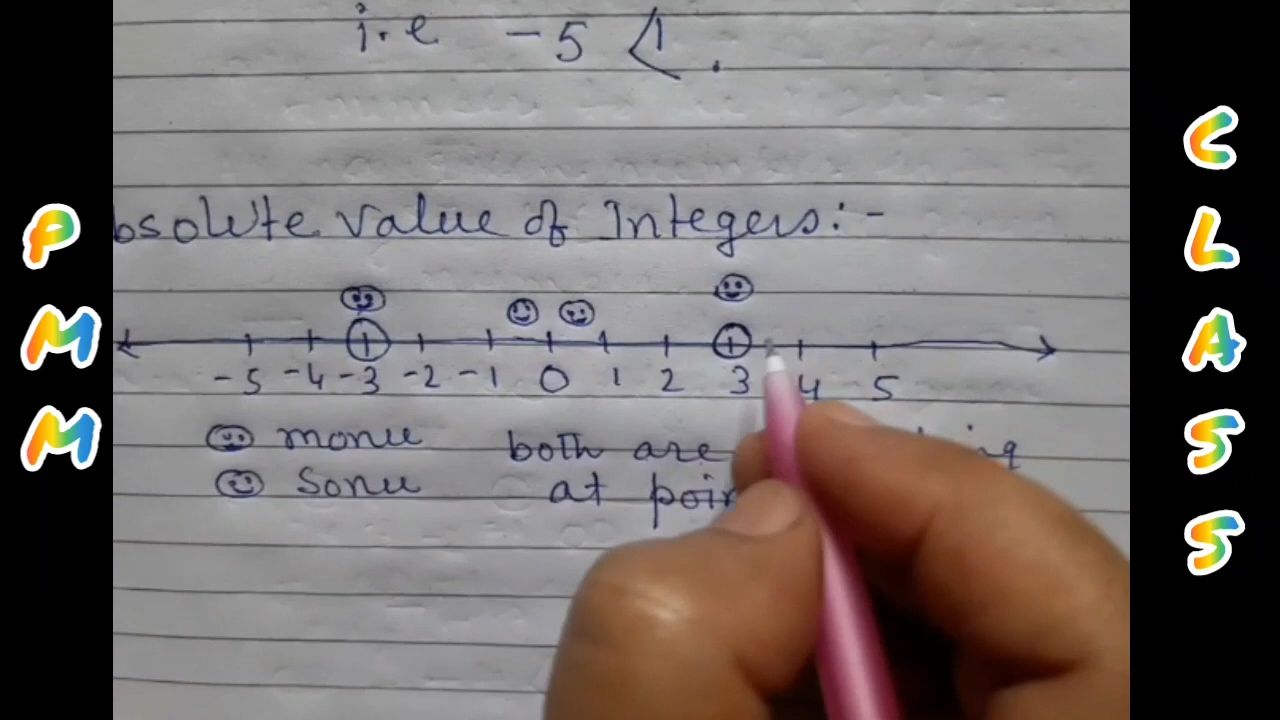 i.e -5 <1.
bsolute Value of Integers:-
-5 -4 -3 -2 -1 0 1 2 3 4 5
monu both are
Sonu at
PMM
CLASS